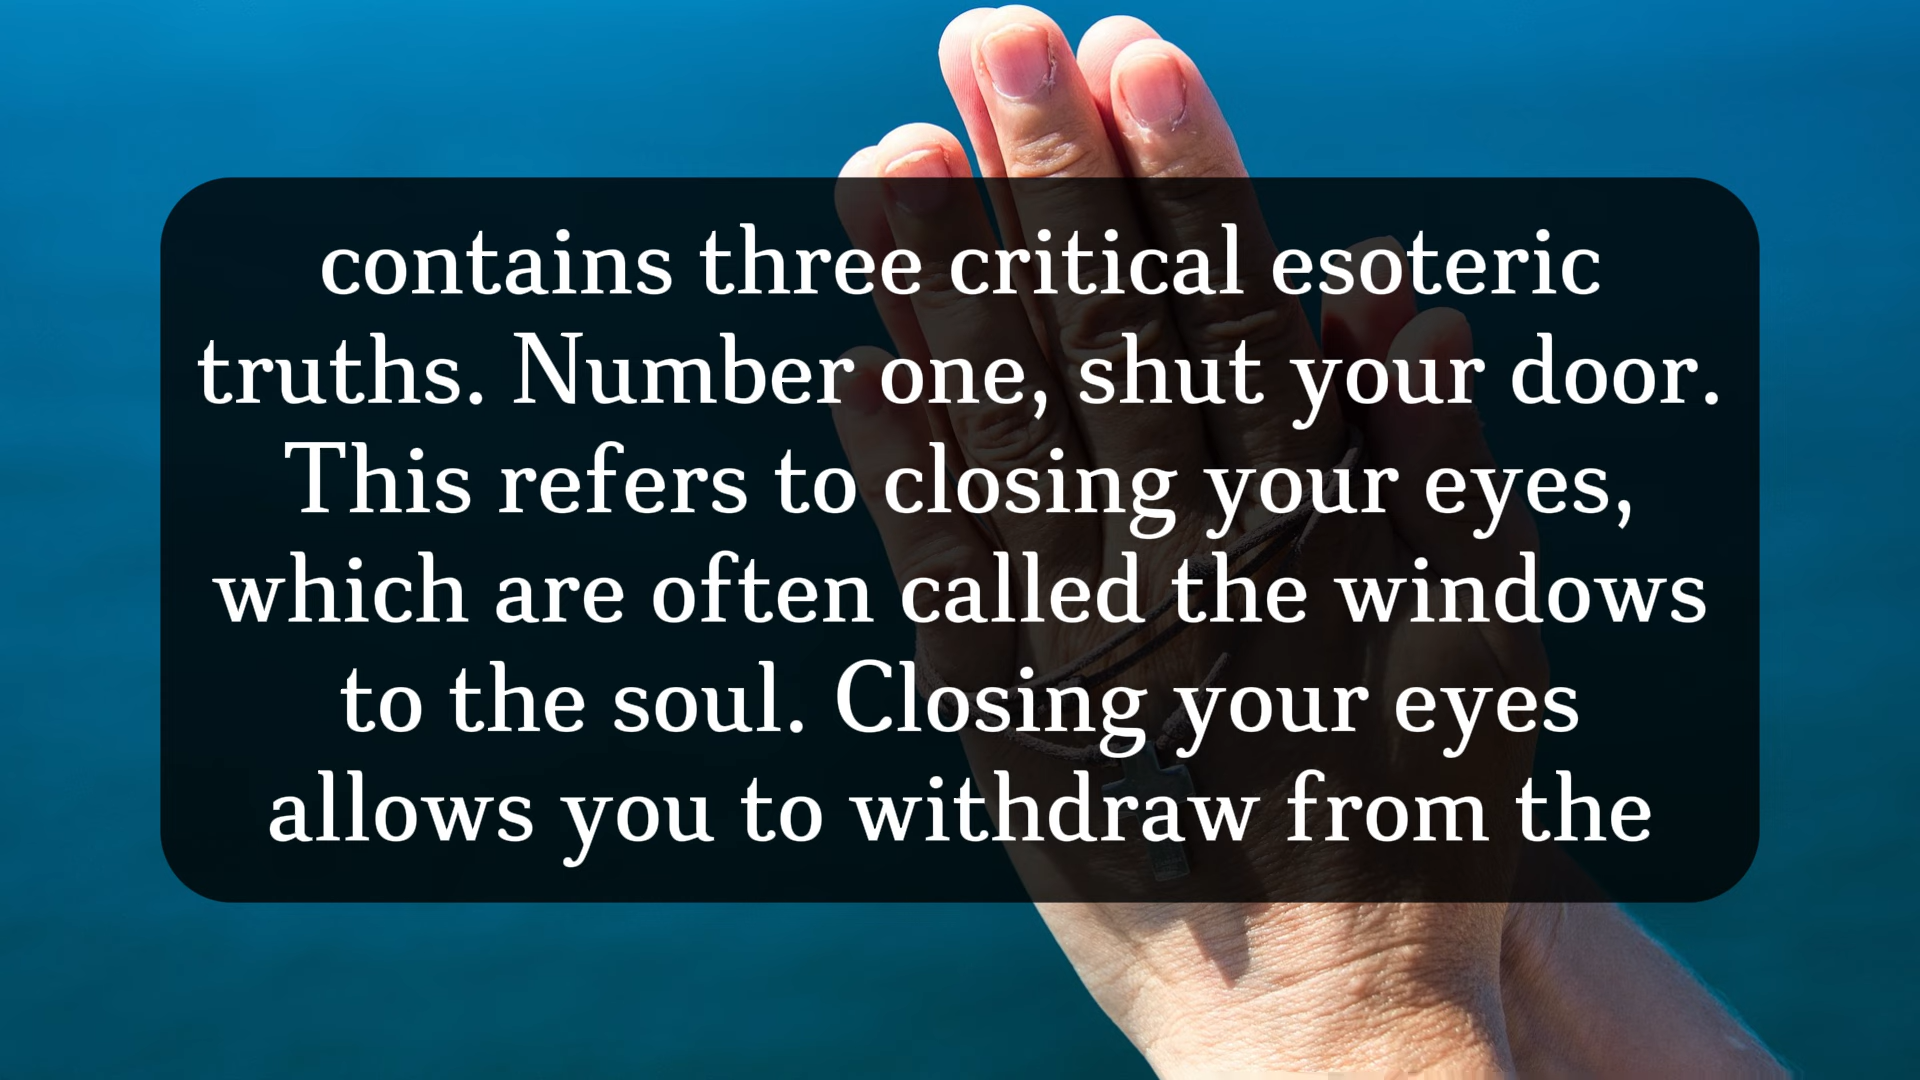 contains three critical esoteric
truths. Number one, shut your door.
This refers to closing your eyes,
which are often called the windows
to the soul. Closing your eyes
allows you to withdraw from the